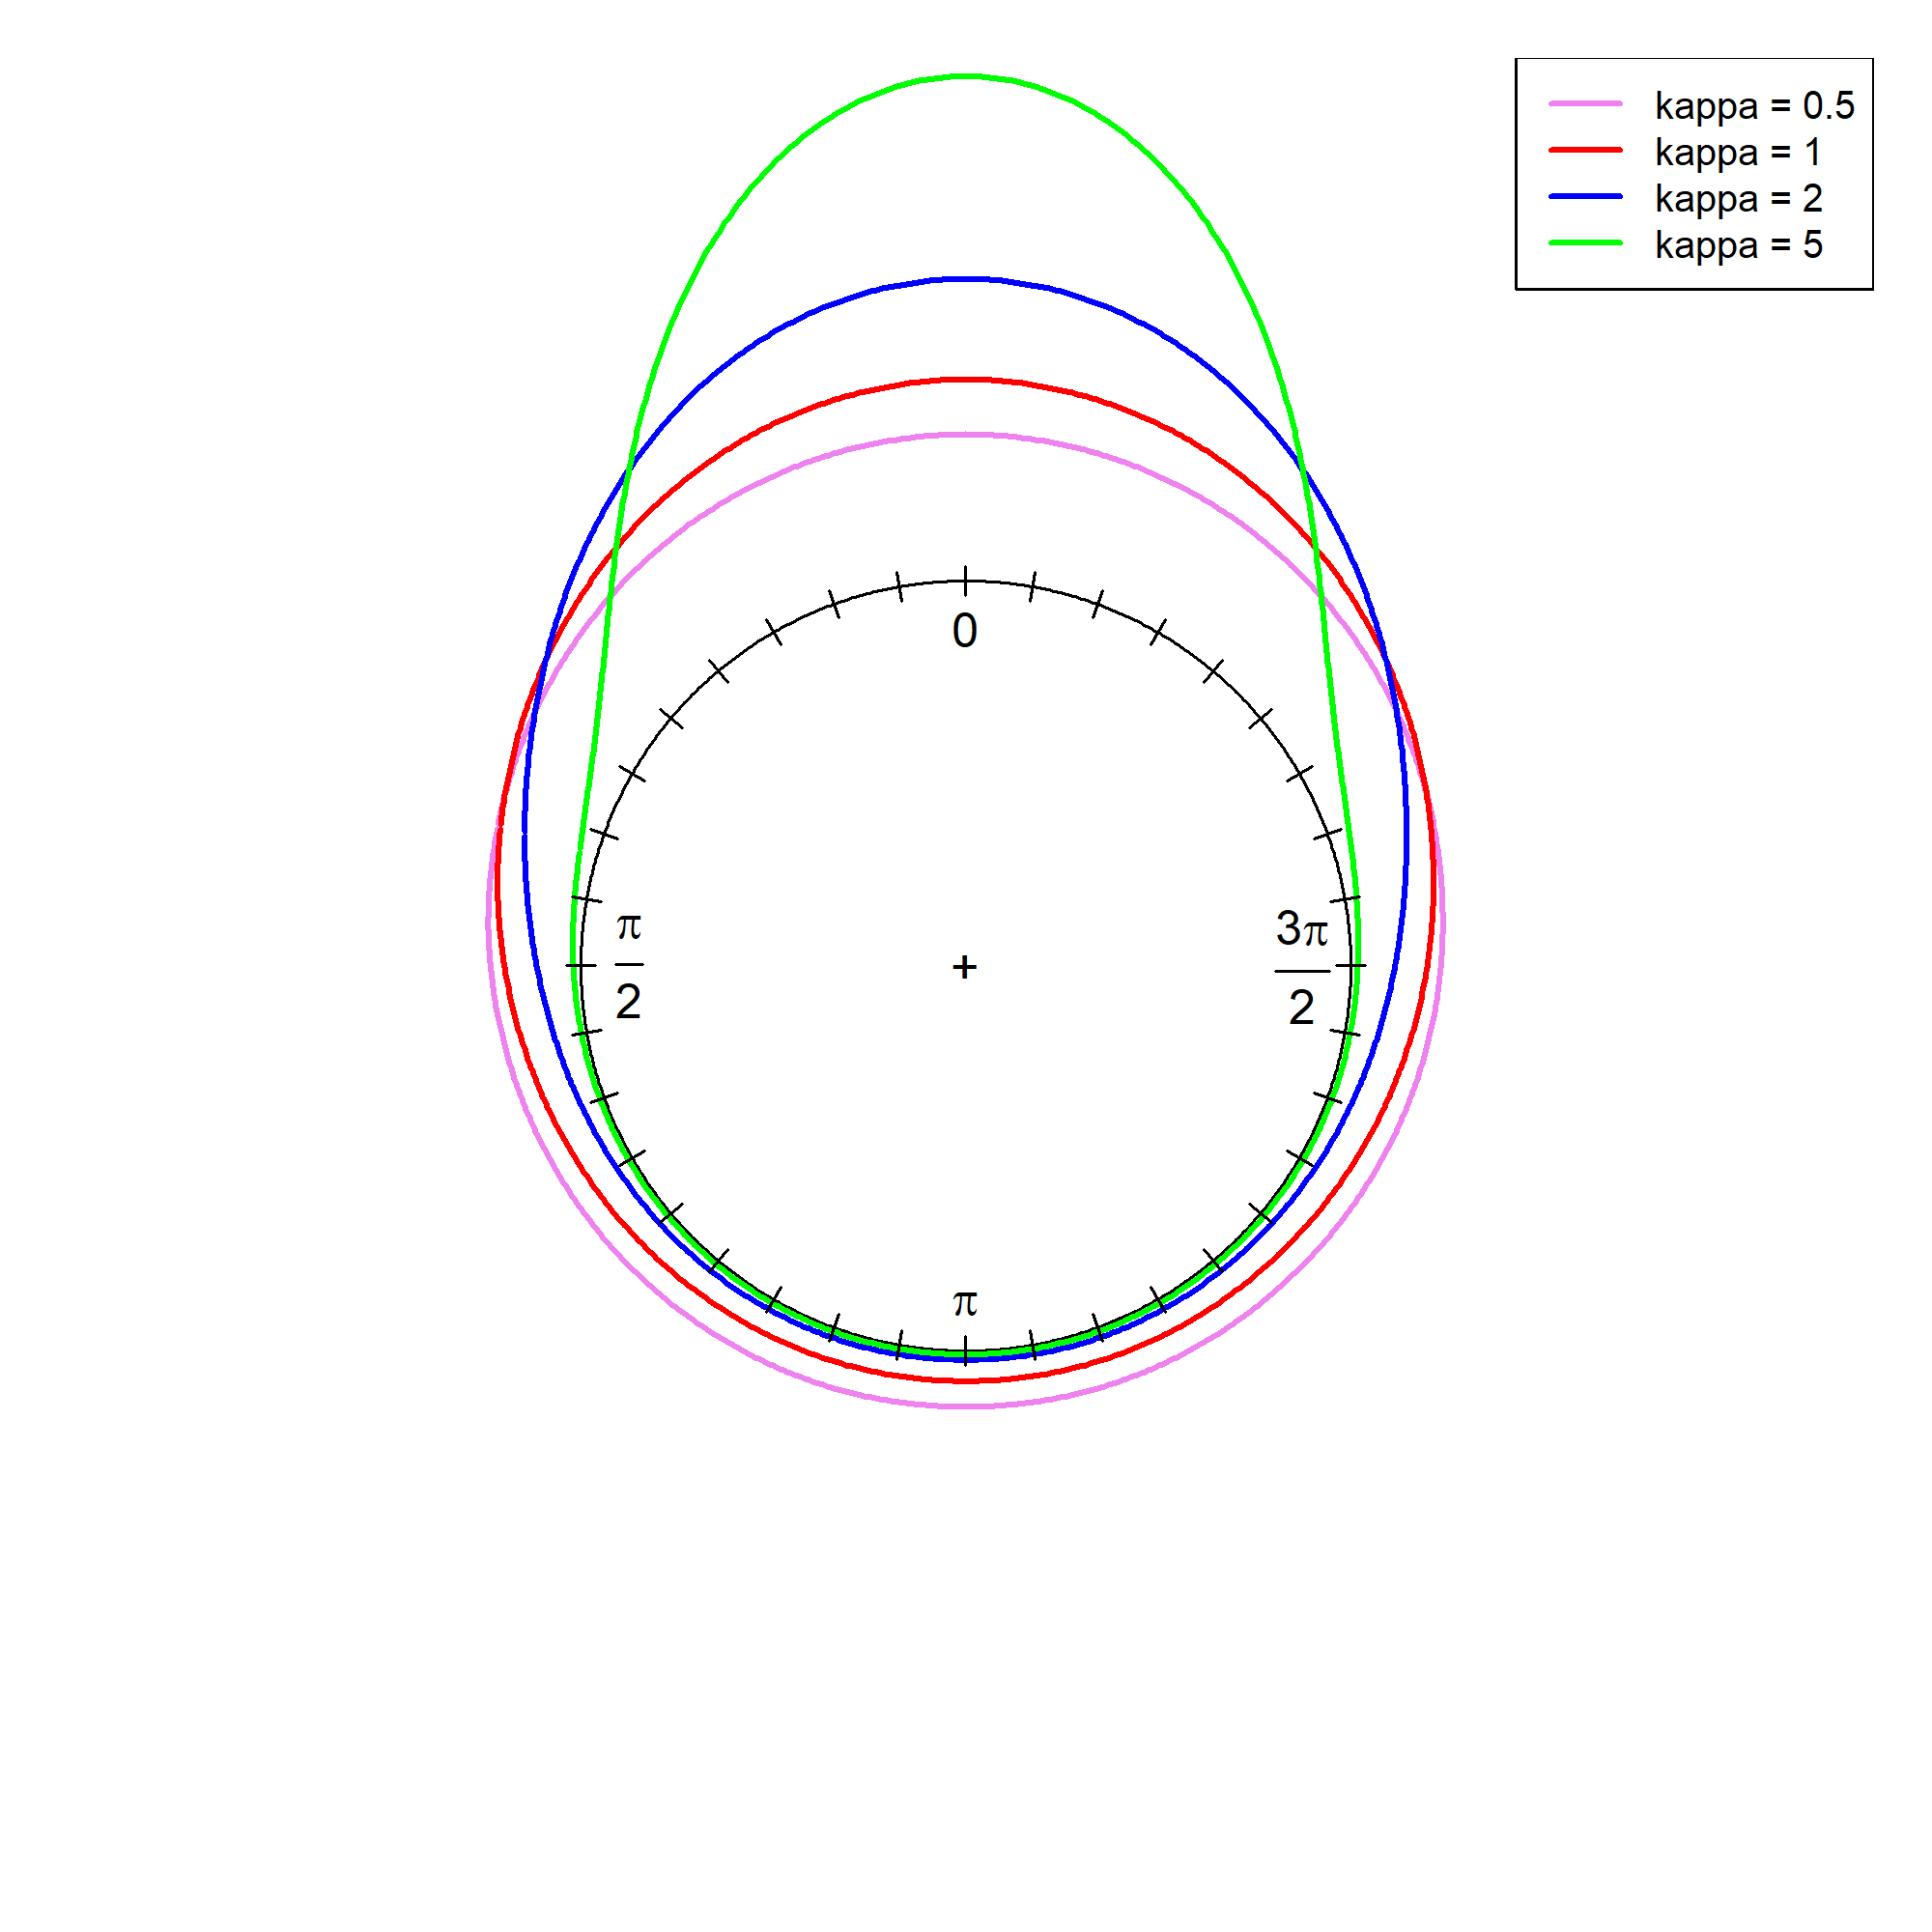 kappa = 0.5
kappa = 1
kappa = 2
kappa = 5
0
π
2
3π
2
+
π